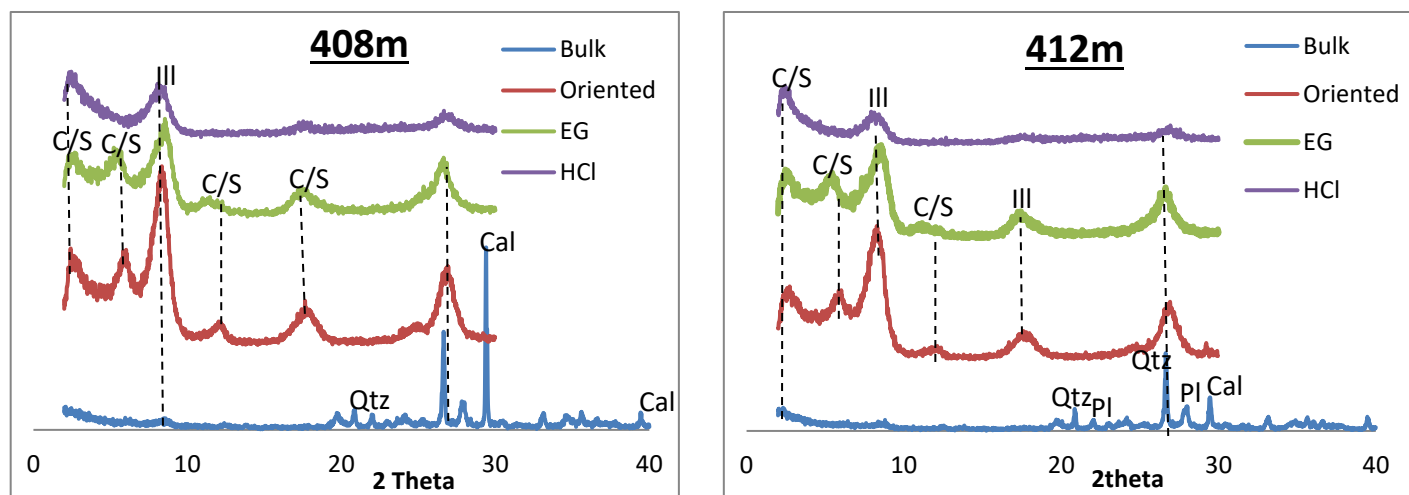 408m
Bulk
Oriented
EG
HCl
Ill
C/S
C/S
C/S
C/S
Cal
Qtz
Cal
0
10
20
30
40
2 Theta
412m
Bulk
Oriented
EG
HCl
C/S
Ill
C/S
C/S
Ill
Qtz
Qtz
Pl
Pl
Cal
0
10
20
30
40
2theta